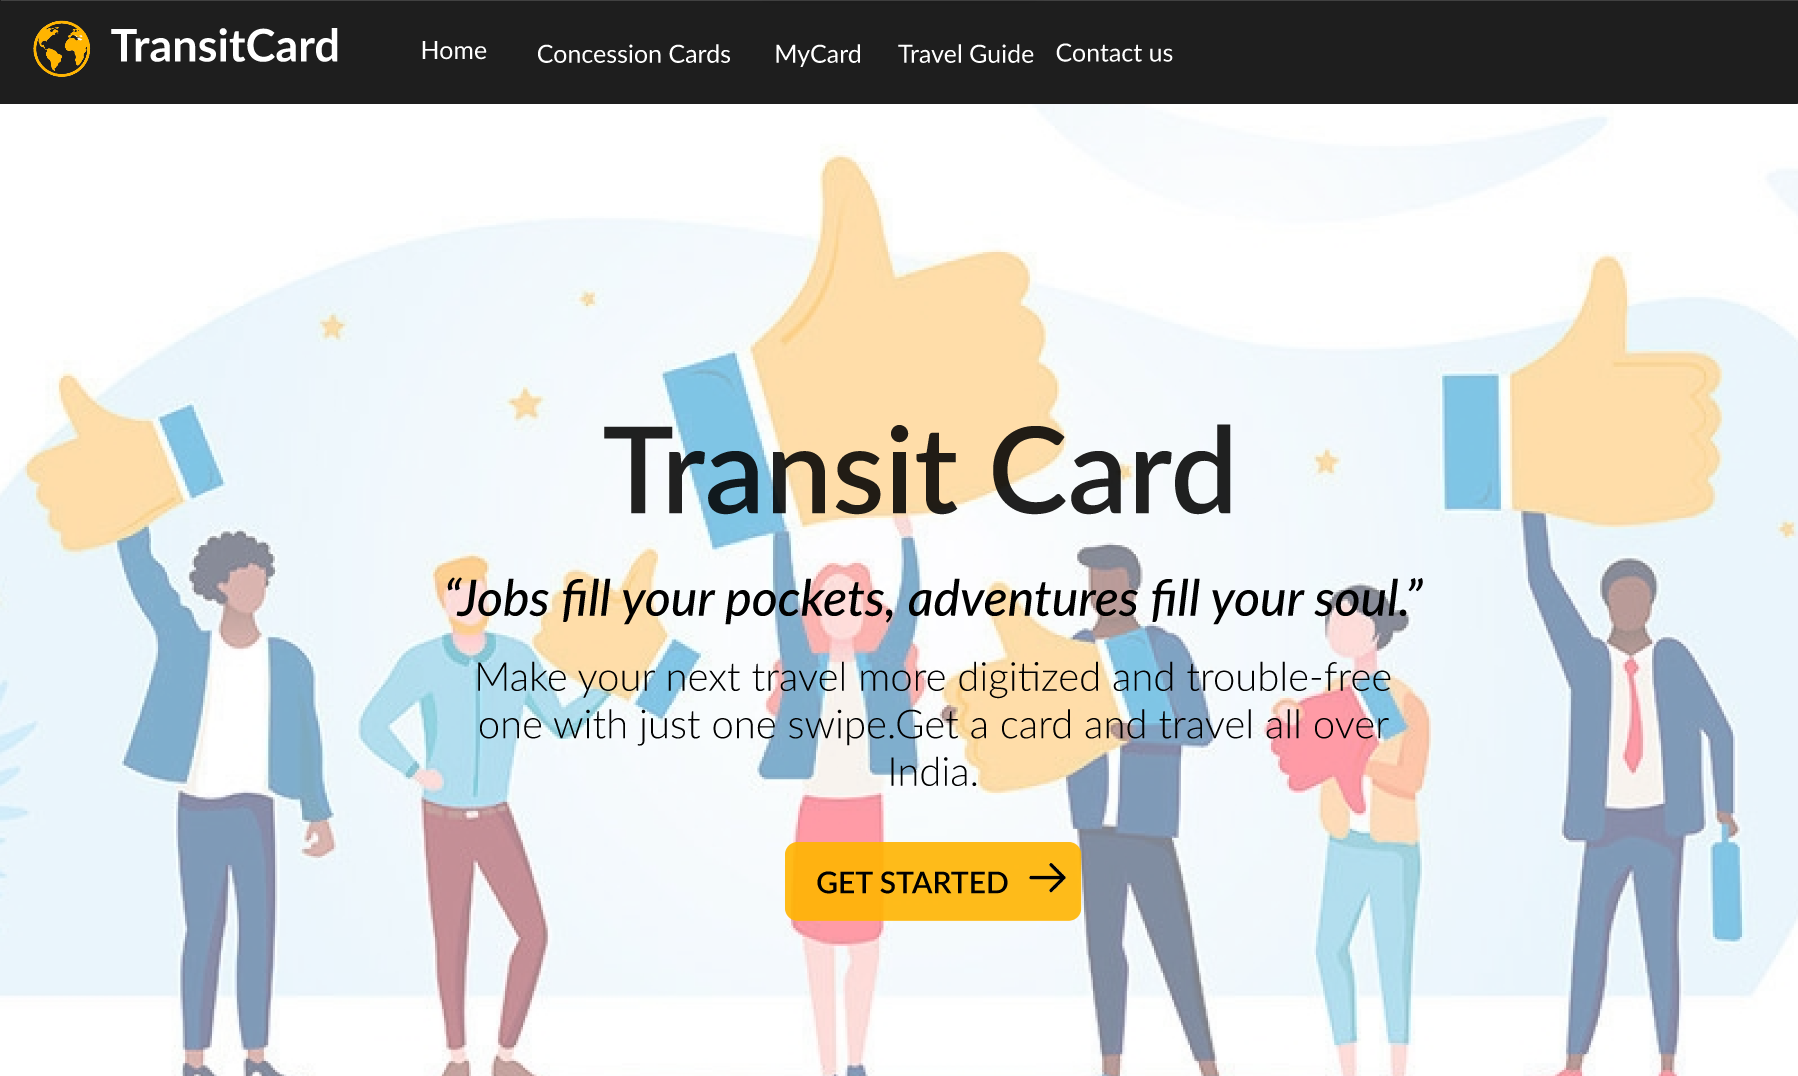 TransitCard
Home Concession Cards MyCard Travel Guide Contact us
Transit Card
“Jobs fill your pockets, adventures fill your soul.”
Make your next travel more digitized and trouble-free
one with just one swipe.Get a card and travel all over
India.
GET STARTED →